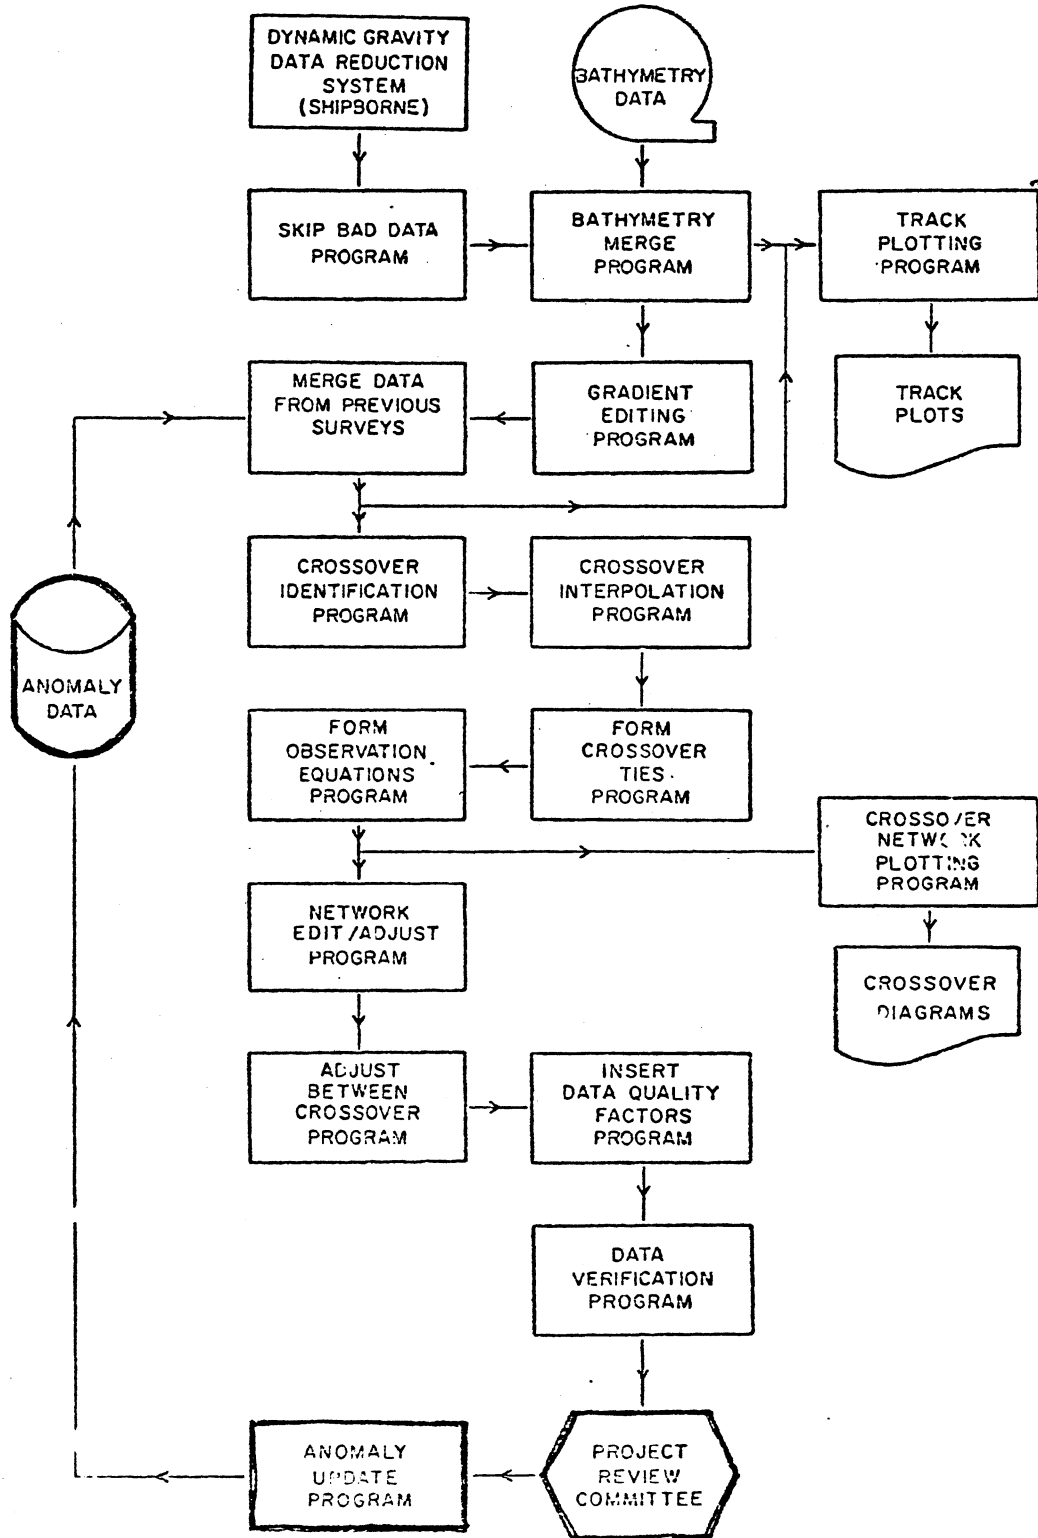 DYNAMIC GRAVITY
DATA REDUCTION
SYSTEM
(SHIPBORNE)
BATHYMETRY
DATA
SKIP BAD DATA
PROGRAM
BATHYMETRY
MERGE
PROGRAM
TRACK
PLOTTING
PROGRAM
MERGE DATA
FROM PREVIOUS
SURVEYS
GRADIENT
EDITING
PROGRAM
TRACK
PLOTS
CROSSOVER
IDENTIFICATION
PROGRAM
CROSSOVER
INTERPOLATION
PROGRAM
ANOMALY
DATA
FORM
OBSERVATION
EQUATIONS
PROGRAM
FORM
CROSSOVER
TIES
PROGRAM
CROSSOVER
NETWORK
PLOTTING
PROGRAM
NETWORK
EDIT/ADJUST
PROGRAM
CROSSOVER
DIAGRAMS
ADJUST
BETWEEN
CROSSOVER
PROGRAM
INSERT
DATA QUALITY
FACTORS
PROGRAM
DATA
VERIFICATION
PROGRAM
ANOMALY
UPDATE
PROGRAM
PROJECT
REVIEW
COMMITTEE